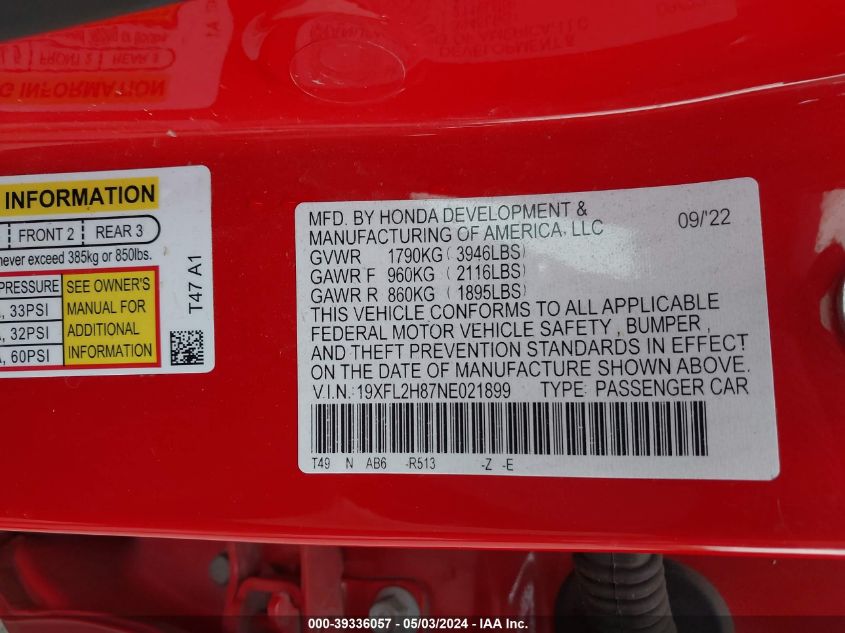 INFORMATION
FRONT 2 REAR 3
never exceed 385kg or 850lbs.
PRESSURE SEE OWNER'S
33PSI MANUAL FOR
32PSI ADDITIONAL
60PSI INFORMATION
T47 A1
MFD. BY HONDA DEVELOPMENT & 09/'22
MANUFACTURING OF AMERICA, LLC
GVWR 1790KG (3946LBS)
GAWR F 960KG (2116LBS)
GAWR R 860KG (1895LBS)
THIS VEHICLE CONFORMS TO ALL APPLICABLE
FEDERAL MOTOR VEHICLE SAFETY, BUMPER,
AND THEFT PREVENTION STANDARDS IN EFFECT
ON THE DATE OF MANUFACTURE SHOWN ABOVE.
V.I.N.: 19XFL2H87NE021899 TYPE: PASSENGER CAR
T49 N AB6 -R513 -Z -E
000-39336057 - 05/03/2024 - IAA Inc.